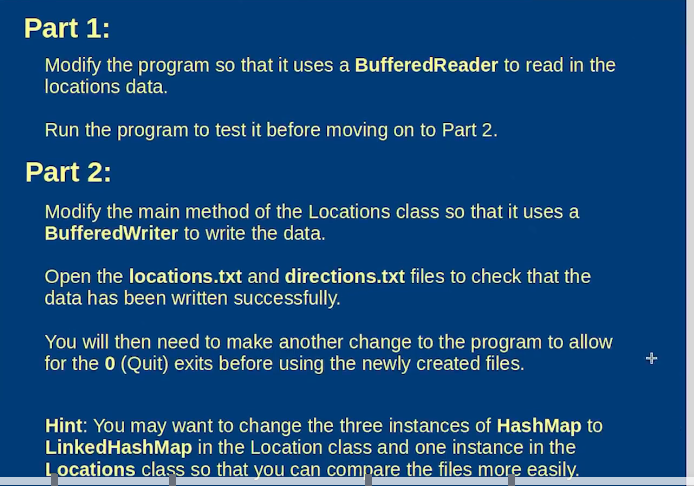 Part 1:
Modify the program so that it uses a BufferedReader to read in the
locations data.
Run the program to test it before moving on to Part 2.
Part 2:
Modify the main method of the Locations class so that it uses a
BufferedWriter to write the data.
Open the locations.txt and directions.txt files to check that the
data has been written successfully.
You will then need to make another change to the program to allow
for the 0 (Quit) exits before using the newly created files.
Hint: You may want to change the three instances of HashMap to
LinkedHashMap in the Location class and one instance in the
Locations class so that you can compare the files more easily.